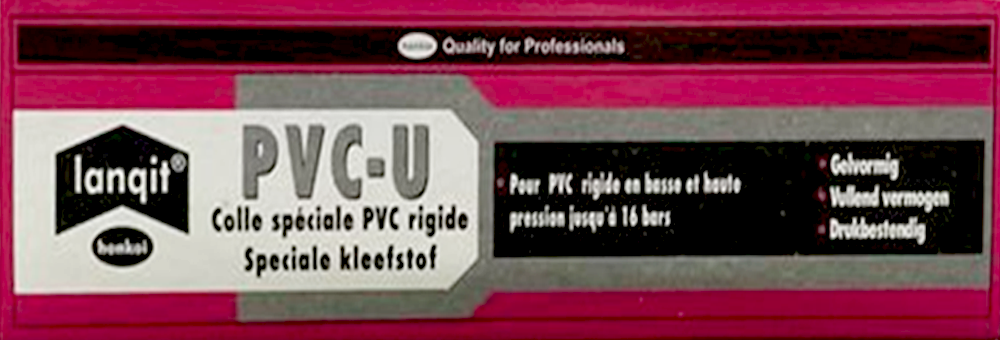 henkel Quality for Professionals
lanqit®
henkel
PVC-U
Colle spéciale PVC rigide
Speciale kleefstof
Pour PVC rigide en basse et haute
pression jusqu'à 16 bars
Gelvormig
Vullend vermogen
Drukbestendig